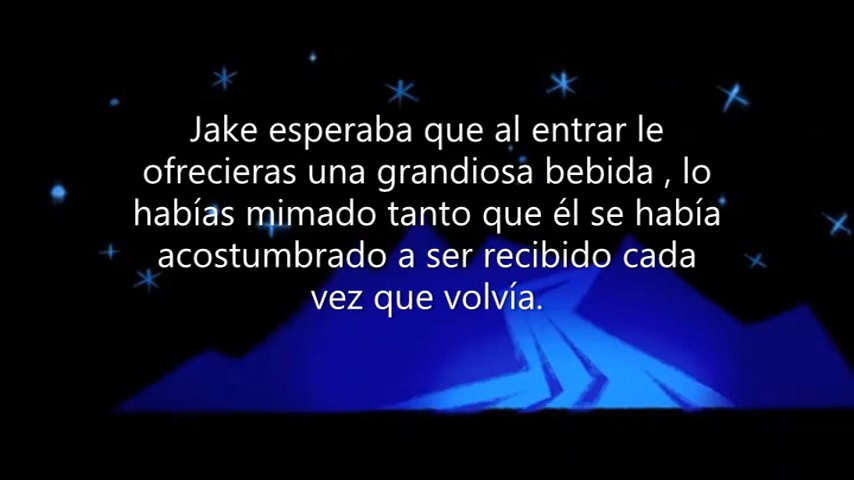 Jake esperaba que al entrar le
ofrecieras una grandiosa bebida , lo
habías mimado tanto que él se había
acostumbrado a ser recibido cada
vez que volvía.